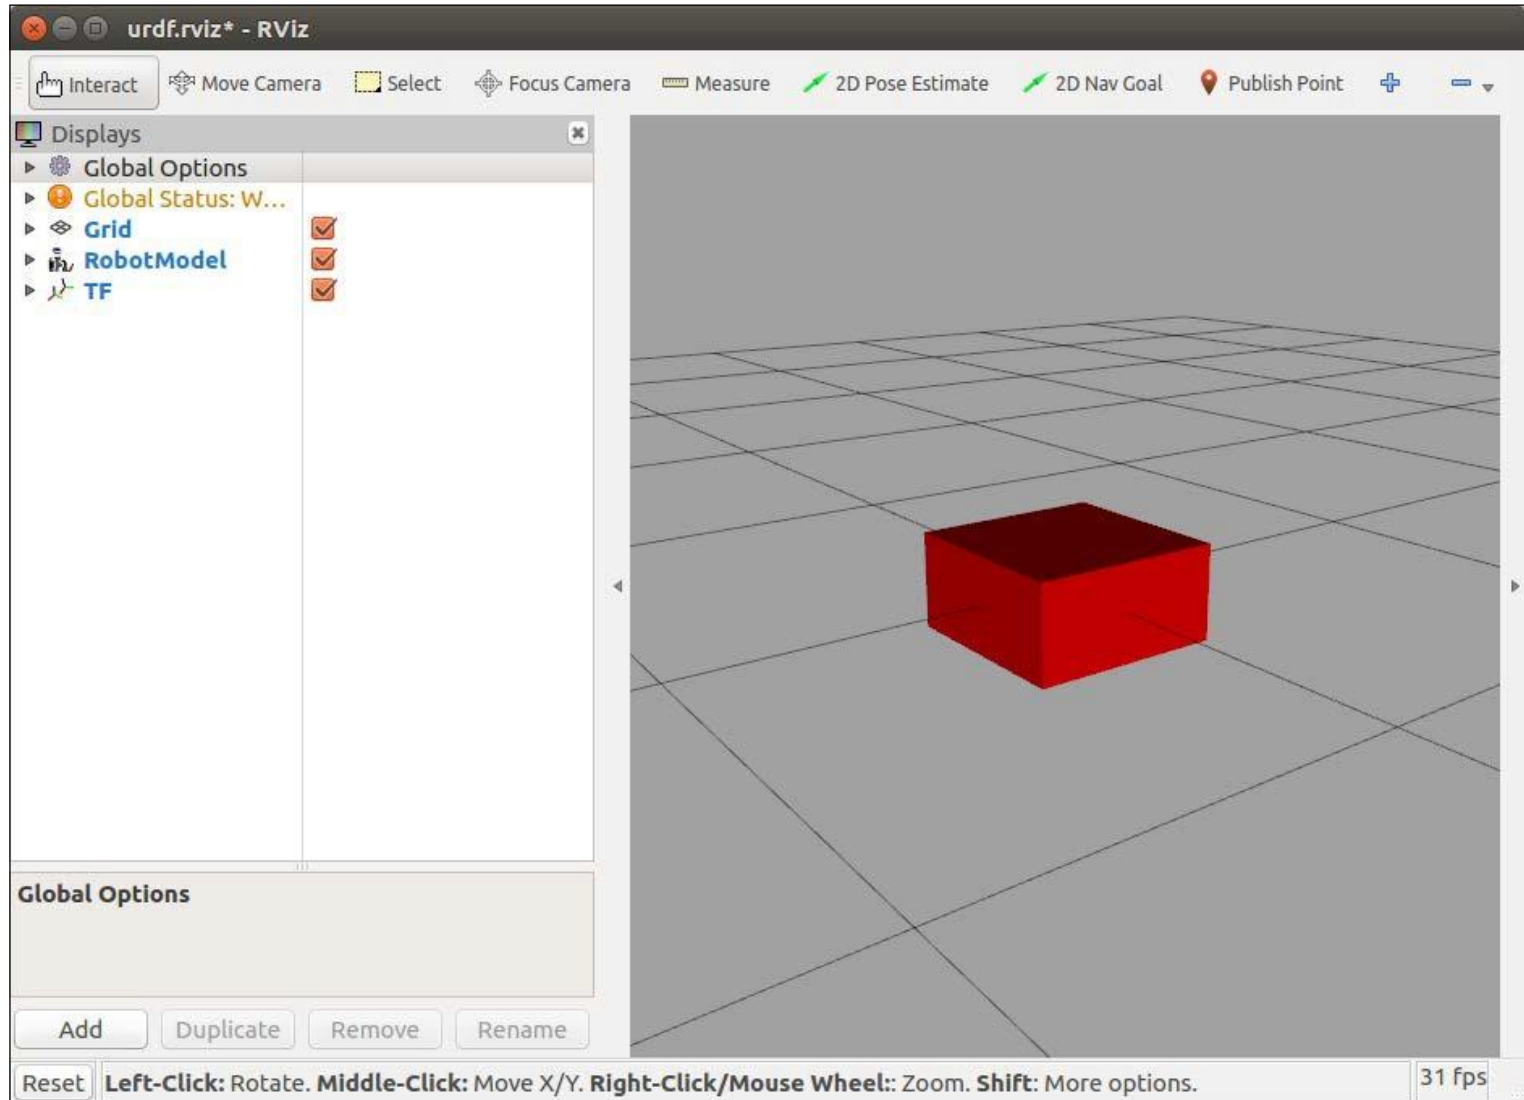 urdf.rviz* - RViz
Interact Move Camera Select Focus Camera Measure 2D Pose Estimate 2D Nav Goal Publish Point
Displays
Global Options
Global Status: W...
Grid
RobotModel
TF
Global Options
Add Duplicate Remove Rename
Reset Left-Click: Rotate. Middle-Click: Move X/Y. Right-Click/Mouse Wheel:: Zoom. Shift: More options. 31 fps